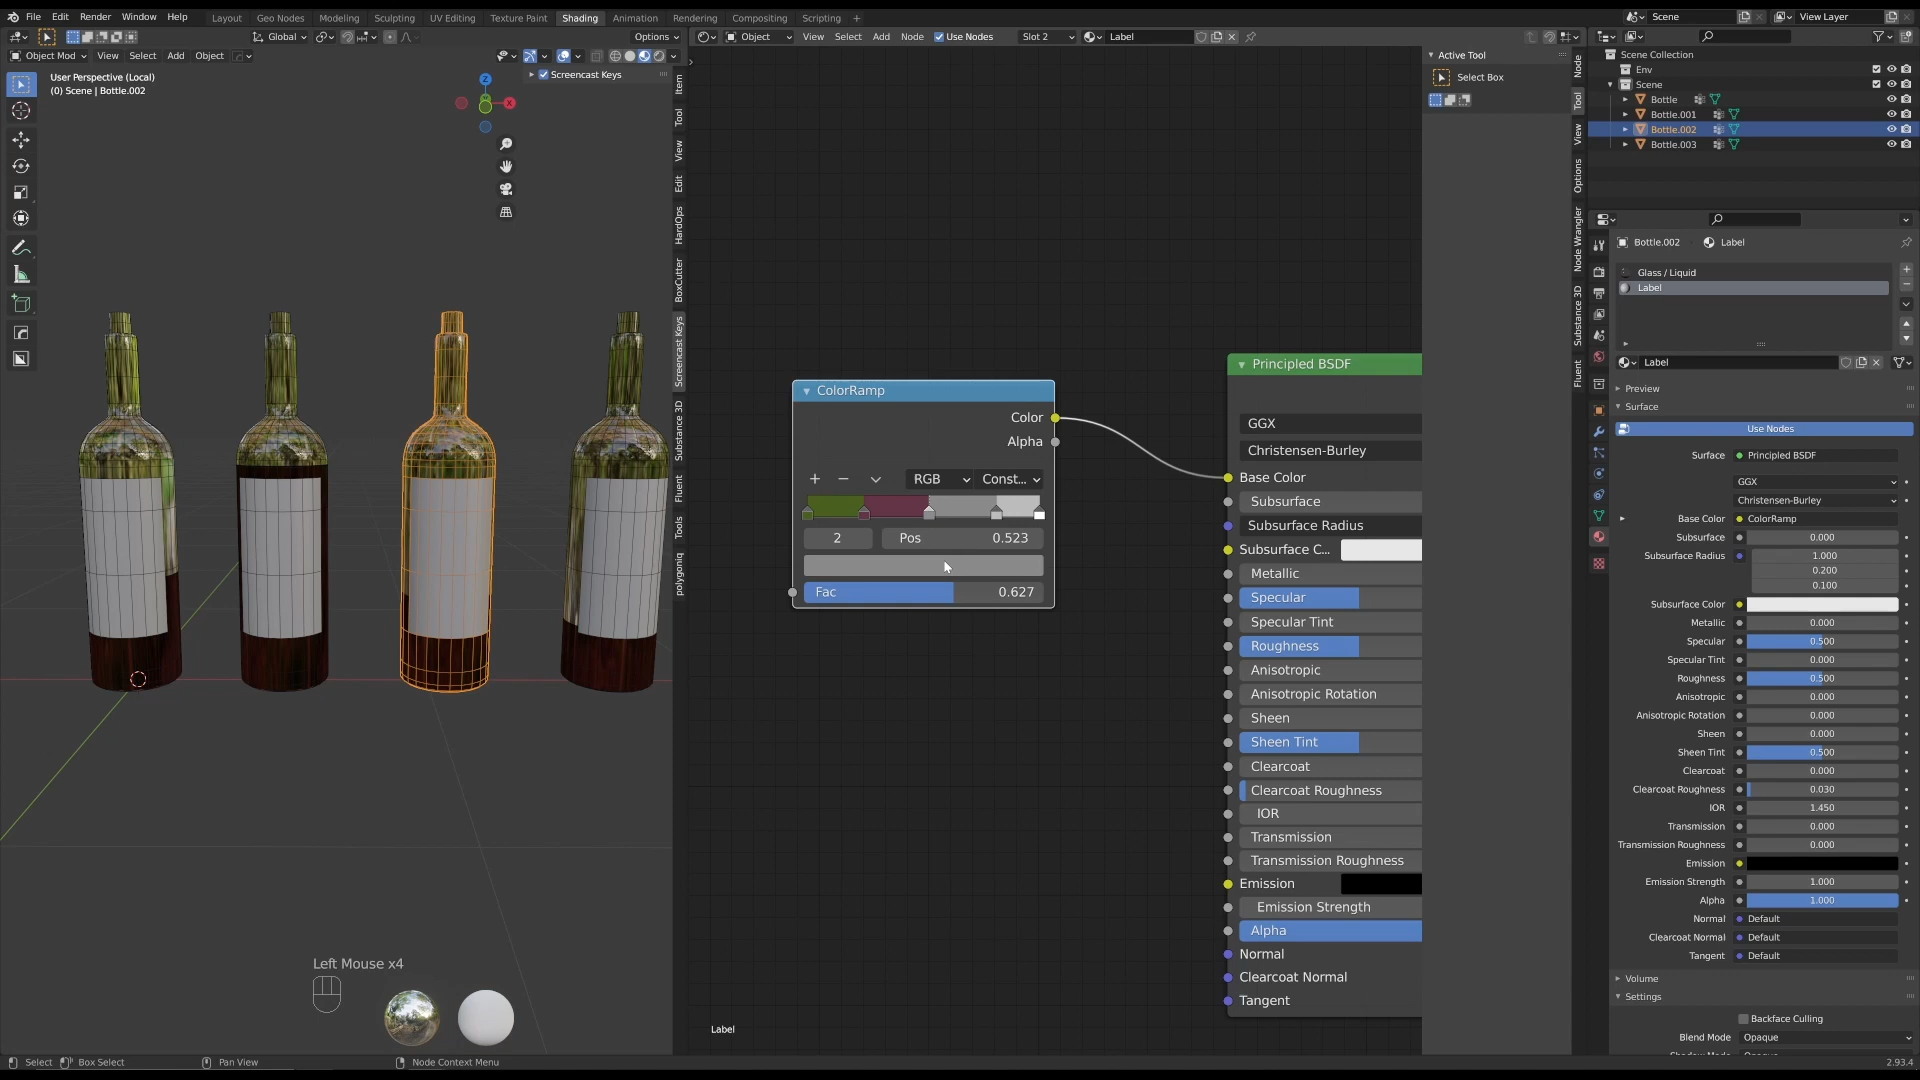 File Edit Render Window Help Layout Geo Nodes Modeling Sculpting UV Editing Texture Paint Shading Animation Rendering Compositing Scripting + Scene View Layer
Global Options Object View Select Add Node Use Nodes Slot 2 Label
Object Mod View Select Add Object
User Perspective (Local)
(0) Scene | Bottle.002
Screencast Keys
Z
X
Item
Tool
View
Edit
HardOps
BoxCutter
Screencast Keys
Substance 3D
Fluent
Tools
polygoniq
Left Mouse x4
ColorRamp
Color
Alpha
RGB Const...
2 Pos 0.523
Fac 0.627
Label
Principled BSDF
GGX
Christensen-Burley
Base Color
Subsurface
Subsurface Radius
Subsurface C...
Metallic
Specular
Specular Tint
Roughness
Anisotropic
Anisotropic Rotation
Sheen
Sheen Tint
Clearcoat
Clearcoat Roughness
IOR
Transmission
Transmission Roughness
Emission
Emission Strength
Alpha
Normal
Clearcoat Normal
Tangent
Active Tool
Select Box
Node
Tool
View
Options
Node Wrangler
Substance 3D
Fluent
Scene Collection
Env
Scene
Bottle
Bottle.001
Bottle.002
Bottle.003
Bottle.002 Label
Glass / Liquid
Label
Label
Preview
Surface
Use Nodes
Surface Principled BSDF
GGX
Christensen-Burley
Base Color ColorRamp
Subsurface 0.000
Subsurface Radius 1.000
0.200
0.100
Subsurface Color
Metallic 0.000
Specular 0.500
Specular Tint 0.000
Roughness 0.500
Anisotropic 0.000
Anisotropic Rotation 0.000
Sheen 0.000
Sheen Tint 0.500
Clearcoat 0.000
Clearcoat Roughness 0.030
IOR 1.450
Transmission 0.000
Transmission Roughness 0.000
Emission
Emission Strength 1.000
Alpha 1.000
Normal Default
Clearcoat Normal Default
Tangent Default
Volume
Settings
Backface Culling
Blend Mode Opaque
Select Box Select Pan View Node Context Menu 2.93.4